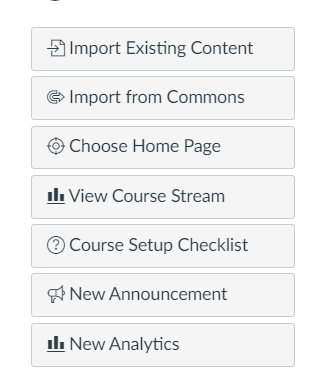 Import Existing Content
Import from Commons
Choose Home Page
View Course Stream
Course Setup Checklist
New Announcement
New Analytics